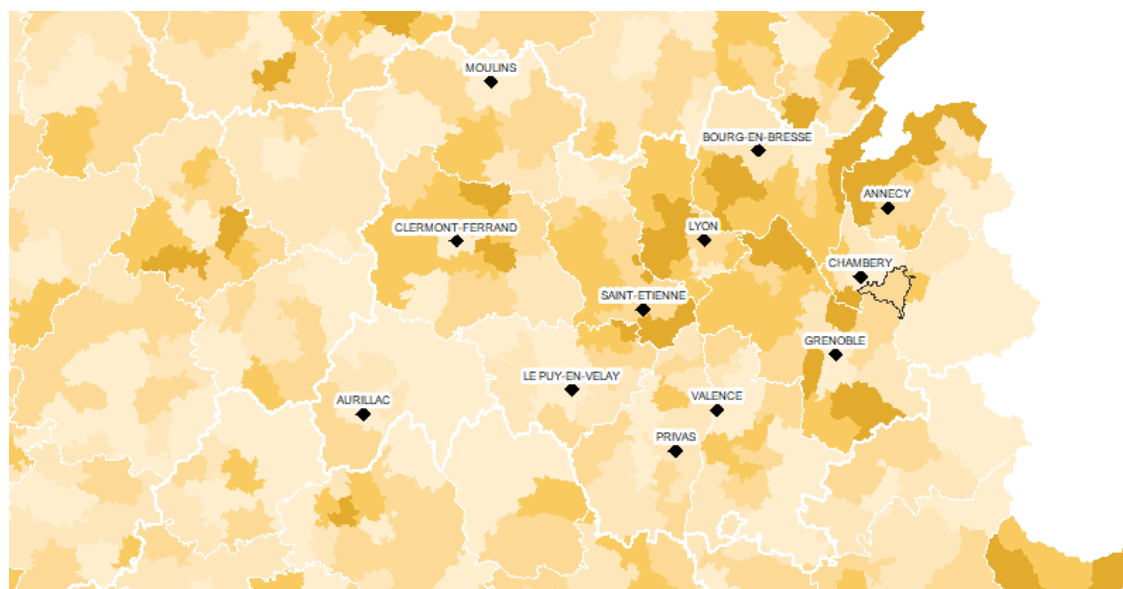 MOULINS
BOURG-EN-BRESSE
ANNECY
CLERMONT-FERRAND
LYON
CHAMBERY
SAINT-ETIENNE
GRENOBLE
LE PUY-EN-VELAY
AURILLAC
VALENCE
PRIVAS